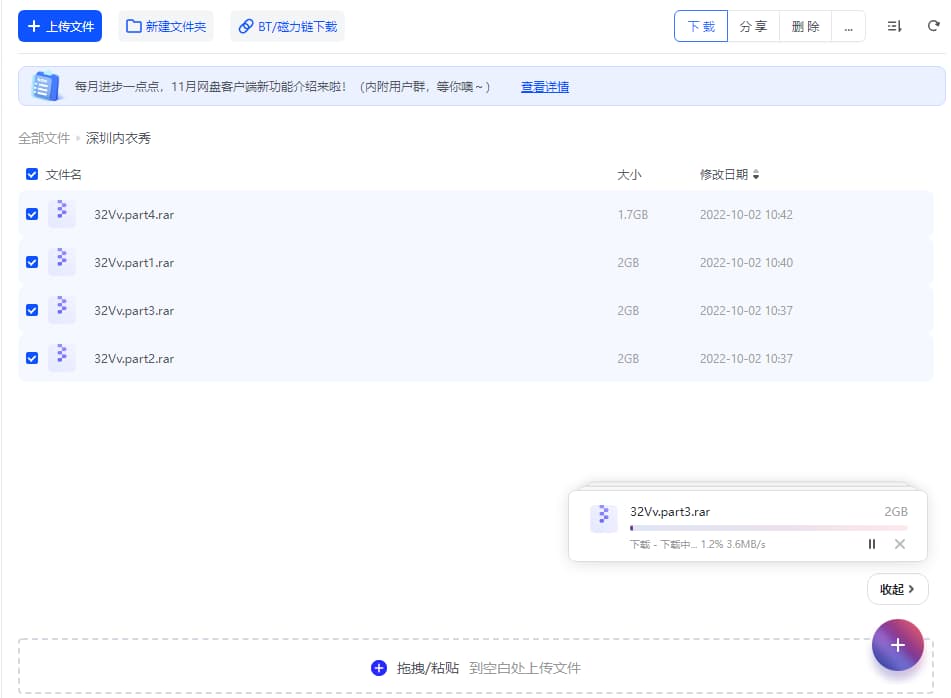 上传文件 新建文件夹 BT/磁力链下载 下载 分享 删除 ...
每月进步一点点，11月网盘客户端新功能介绍来啦！（内附用户群，等你噢~） 查看详情
全部文件 深圳内衣秀
文件名 大小 修改日期
32Vv.part4.rar 1.7GB 2022-10-02 10:42
32Vv.part1.rar 2GB 2022-10-02 10:40
32Vv.part3.rar 2GB 2022-10-02 10:37
32Vv.part2.rar 2GB 2022-10-02 10:37
32Vv.part3.rar 2GB
下载 - 下载中... 1.2% 3.6MB/s
收起
拖拽/粘贴 到空白处上传文件